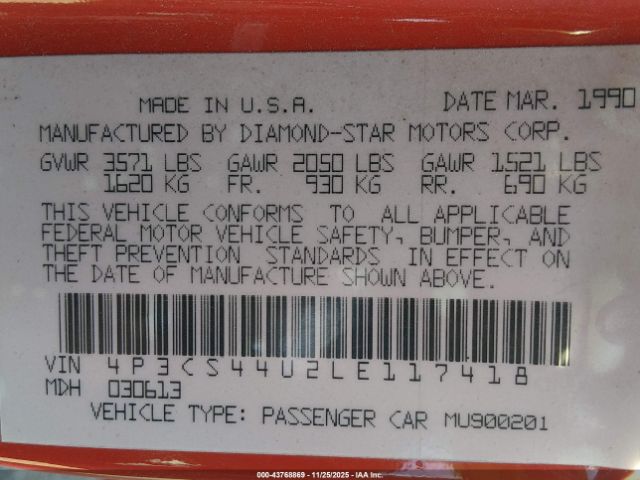 MADE IN U.S.A. DATE MAR. 1990
MANUFACTURED BY DIAMOND-STAR MOTORS CORP.
GVWR 3571 LBS GAWR 2050 LBS GAWR 1521 LBS
1620 KG FR. 930 KG RR. 690 KG
THIS VEHICLE CONFORMS TO ALL APPLICABLE
FEDERAL MOTOR VEHICLE SAFETY, BUMPER, AND
THEFT PREVENTION STANDARDS IN EFFECT ON
THE DATE OF MANUFACTURE SHOWN ABOVE.
VIN 4P3CS44U2LE117418
MDH 030613
VEHICLE TYPE: PASSENGER CAR MU900201
000-43768869 - 11/25/2025 - IAA Inc.